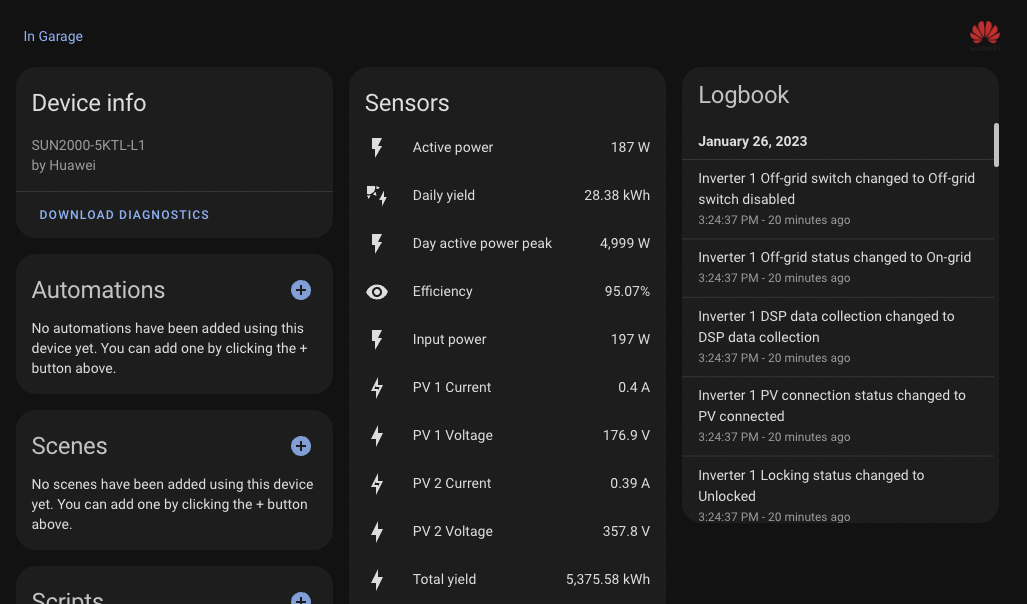 In Garage
Device info
SUN2000-5KTL-L1
by Huawei
DOWNLOAD DIAGNOSTICS
Automations
No automations have been added using this
device yet. You can add one by clicking the +
button above.
Scenes
No scenes have been added using this device
yet. You can add one by clicking the + button
above.
Scripts
Sensors
Active power 187 W
Daily yield 28.38 kWh
Day active power peak 4,999 W
Efficiency 95.07%
Input power 197 W
PV 1 Current 0.4 A
PV 1 Voltage 176.9 V
PV 2 Current 0.39 A
PV 2 Voltage 357.8 V
Total yield 5,375.58 kWh
Logbook
January 26, 2023
Inverter 1 Off-grid switch changed to Off-grid
switch disabled
3:24:37 PM - 20 minutes ago
Inverter 1 Off-grid status changed to On-grid
3:24:37 PM - 20 minutes ago
Inverter 1 DSP data collection changed to
DSP data collection
3:24:37 PM - 20 minutes ago
Inverter 1 PV connection status changed to
PV connected
3:24:37 PM - 20 minutes ago
Inverter 1 Locking status changed to
Unlocked
3:24:37 PM - 20 minutes ago